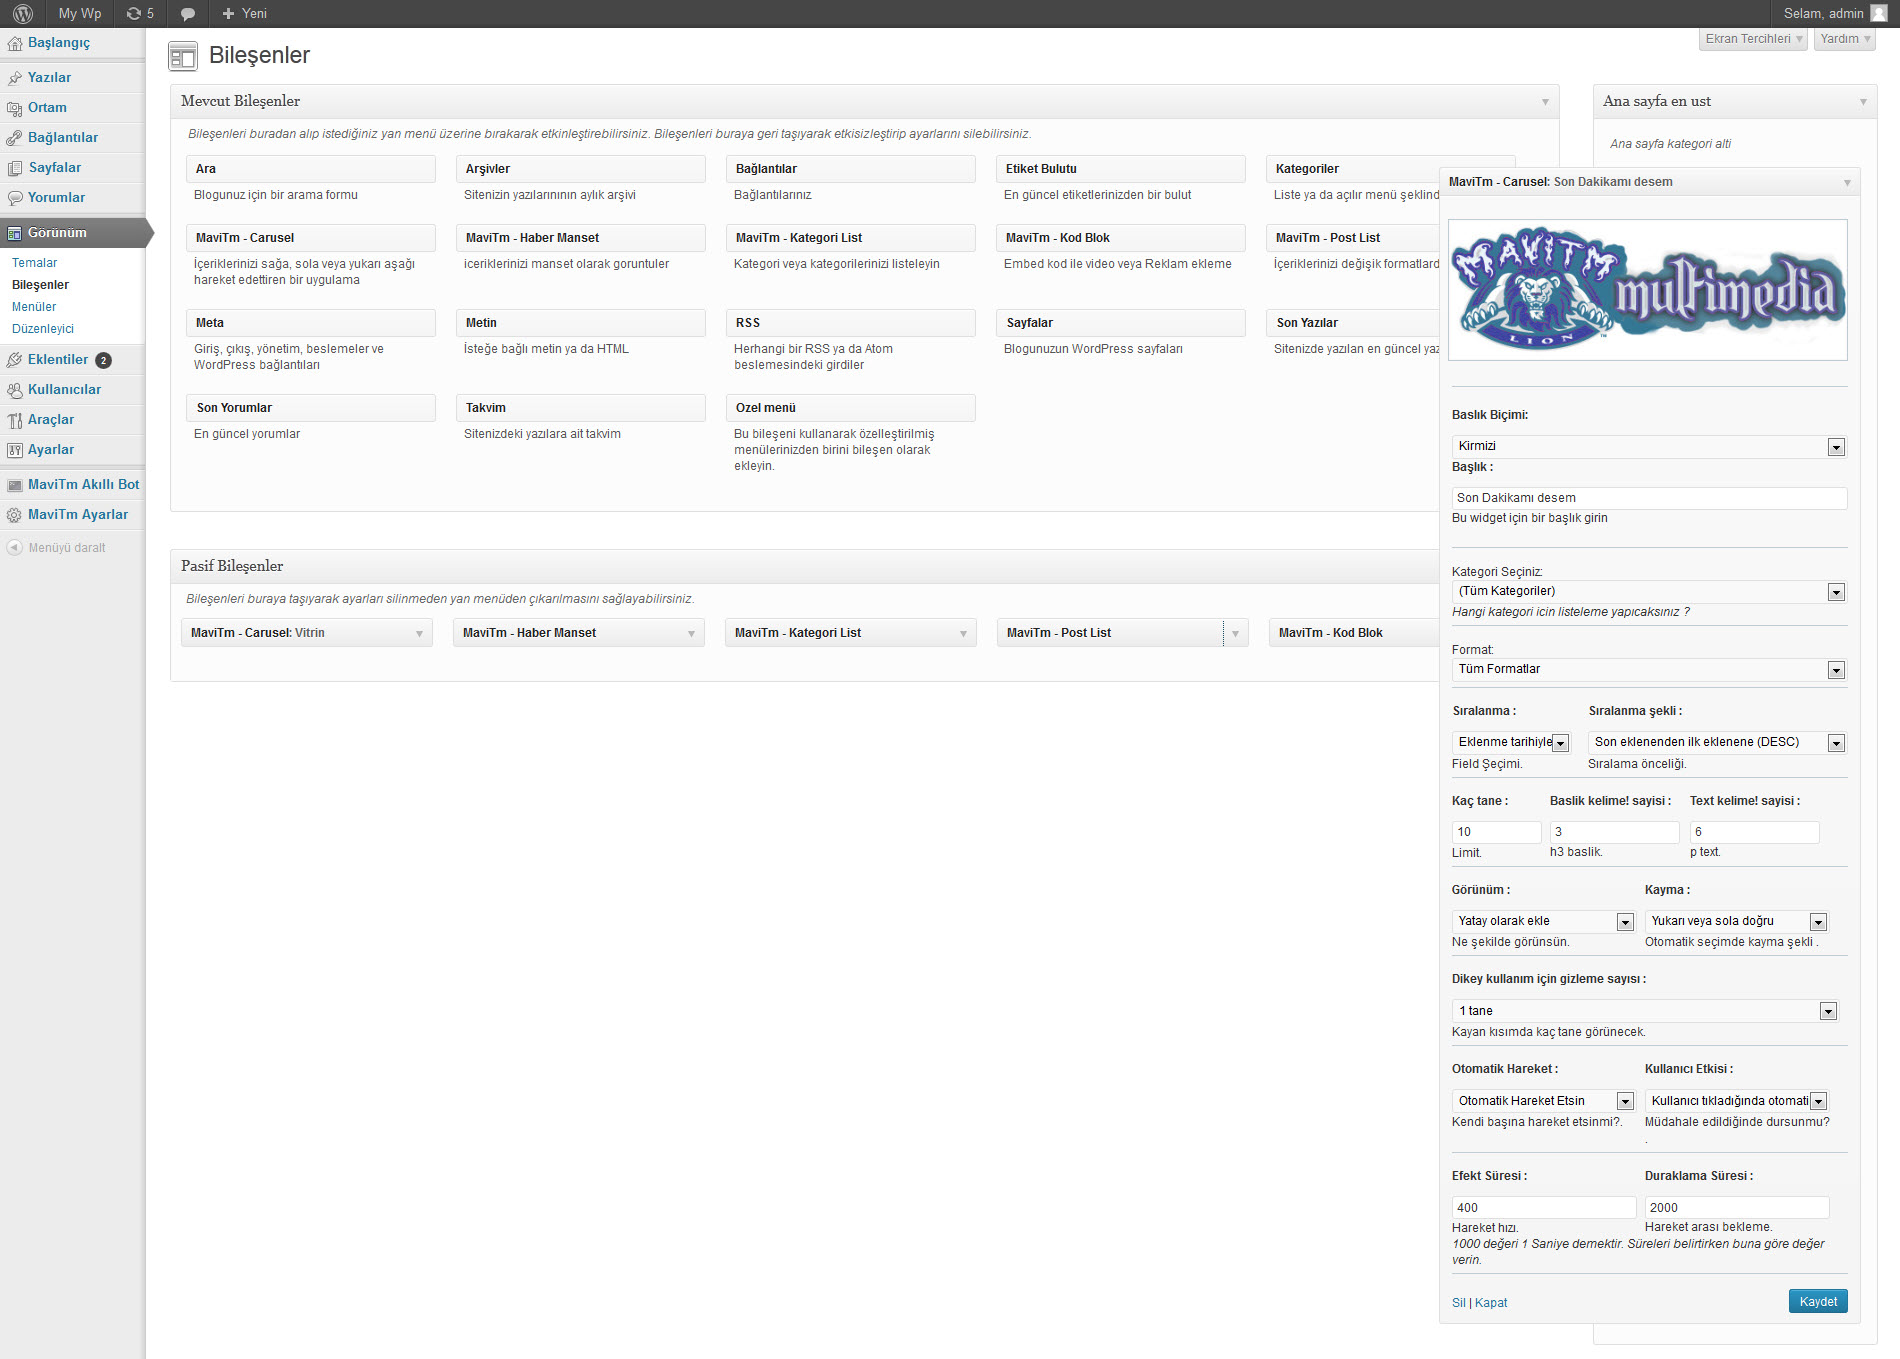 My Wp
5
Yeni
Selam, admin
Ekran Tercihleri
Yardım
Başlangıç
Yazılar
Ortam
Bağlantılar
Sayfalar
Yorumlar
Görünüm
Temalar
Bileşenler
Menüler
Düzenleyici
Eklentiler 2
Kullanıcılar
Araçlar
Ayarlar
MaviTm Akıllı Bot
MaviTm Ayarlar
Menüyü daralt
Bileşenler
Mevcut Bileşenler
Bileşenleri buradan alıp istediğiniz yan menü üzerine bırakarak etkinleştirebilirsiniz. Bileşenleri buraya geri taşıyarak etkisizleştirip ayarlarını silebilirsiniz.
Ara
Blogunuz için bir arama formu
Arşivler
Sitenizin yazılarınının aylık arşivi
Bağlantılar
Bağlantılarınız
Etiket Bulutu
En güncel etiketlerinizden bir bulut
Kategoriler
Liste ya da açılır menü şeklind
MaviTm - Carusel
İçeriklerinizi sağa, sola veya yukarı aşağı
hareket edettiren bir uygulama
MaviTm - Haber Manset
iceriklerinizi manset olarak goruntuler
MaviTm - Kategori List
Kategori veya kategorilerinizi listeleyin
MaviTm - Kod Blok
Embed kod ile video veya Reklam ekleme
MaviTm - Post List
İçeriklerinizi değişik formatlard
Meta
Giriş, çıkış, yönetim, beslemeler ve
WordPress bağlantıları
Metin
İsteğe bağlı metin ya da HTML
RSS
Herhangi bir RSS ya da Atom
beslemesindeki girdiler
Sayfalar
Blogunuzun WordPress sayfaları
Son Yazılar
Sitenizde yazılan en güncel yaz
Son Yorumlar
En güncel yorumlar
Takvim
Sitenizdeki yazılara ait takvim
Ozel menü
Bu bileşeni kullanarak özelleştirilmiş
menülerinizden birini bileşen olarak
ekleyin.
Pasif Bileşenler
Bileşenleri buraya taşıyarak ayarları silinmeden yan menüden çıkarılmasını sağlayabilirsiniz.
MaviTm - Carusel: Vitrin
MaviTm - Haber Manset
MaviTm - Kategori List
MaviTm - Post List
MaviTm - Kod Blok
Ana sayfa en ust
Ana sayfa kategori alti
MaviTm - Carusel: Son Dakikamı desem
MAVITM
LION
™
multimedia
Baslık Biçimi:
Kirmizi
Başlık :
Son Dakikamı desem
Bu widget için bir başlık girin
Kategori Seçiniz:
(Tüm Kategoriler)
Hangi kategori icin listeleme yapıcaksınız ?
Format:
Tüm Formatlar
Sıralanma : Sıralanma şekli :
Eklenme tarihiyle Son eklenenden ilk eklenene (DESC)
Field Seçimi. Sıralama önceliği.
Kaç tane : Baslik kelime! sayisi : Text kelime! sayisi :
10 3 6
Limit. h3 baslik. p text.
Görünüm : Kayma :
Yatay olarak ekle Yukarı veya sola doğru
Ne şekilde görünsün. Otomatik seçimde kayma şekli .
Dikey kullanım için gizleme sayısı :
1 tane
Kayan kısımda kaç tane görünecek.
Otomatik Hareket : Kullanıcı Etkisi :
Otomatik Hareket Etsin Kullanıcı tıkladığında otomati
Kendi başına hareket etsinmi?. Müdahale edildiğinde dursunmu?
.
Efekt Süresi : Duraklama Süresi :
400 2000
Hareket hızı. Hareket arası bekleme.
1000 değeri 1 Saniye demektir. Süreleri belirtirken buna göre değer
verin.
Sil | Kapat Kaydet